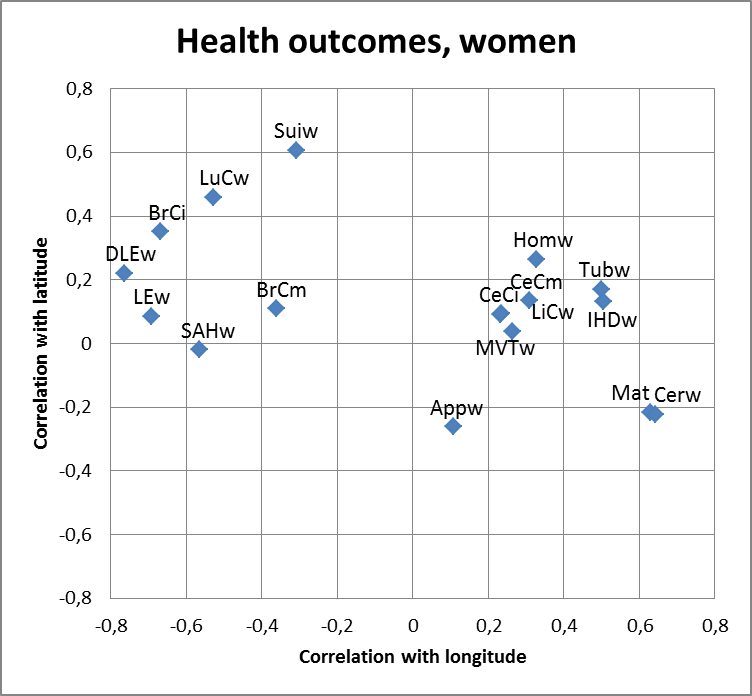 Health outcomes, women
Correlation with latitude
0,8
0,6
0,4
0,2
0
-0,2
-0,4
-0,6
-0,8
Suiw
LuCw
BrCi
DLEw
LEw
BrCm
SAHw
Homw
Tubw
CeCm
CeCi
LiCw
IHDw
MVTw
Mat
Cerw
Appw
-0,8 -0,6 -0,4 -0,2 0 0,2 0,4 0,6 0,8
Correlation with longitude